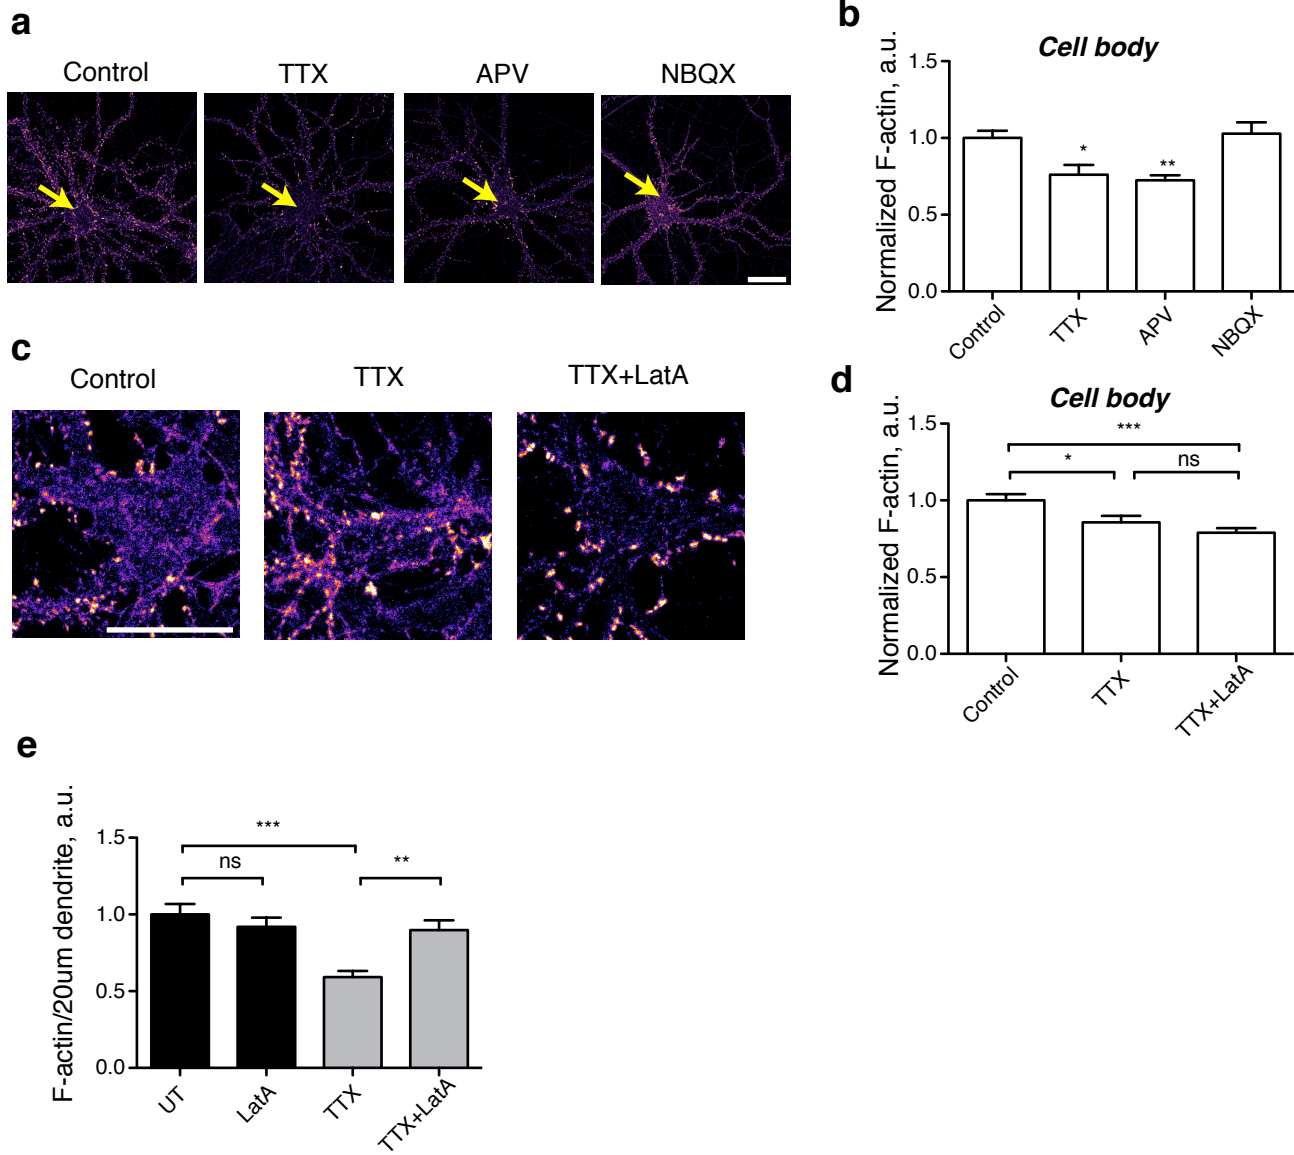 a
Control
TTX
APV
NBQX
b
Cell body
Normalized F-actin, a.u.
1.5
1.0
0.5
0.0
*
**
Control
TTX
APV
NBQX
c
Control
TTX
TTX+LatA
d
Cell body
Normalized F-actin, a.u.
1.5
1.0
0.5
0.0
***
*
ns
Control
TTX
TTX+LatA
e
F-actin/20um dendrite, a.u.
1.5
1.0
0.5
0.0
***
ns
**
UT
LatA
TTX
TTX+LatA